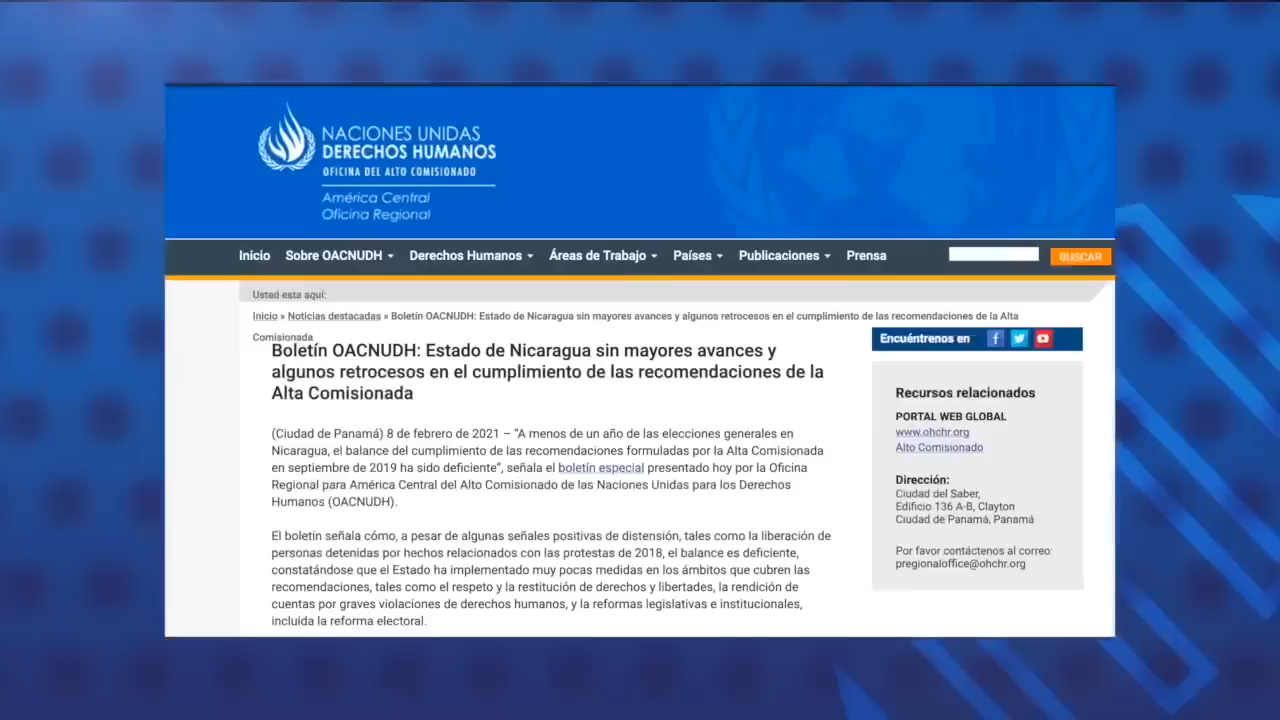 NACIONES UNIDAS
DERECHOS HUMANOS
OFICINA DEL ALTO COMISIONADO
América Central
Oficina Regional
Inicio Sobre OACNUDH Derechos Humanos Áreas de Trabajo Países Publicaciones Prensa BUSCAR
Usted esta aquí:
Inicio » Noticias destacadas » Boletín OACNUDH: Estado de Nicaragua sin mayores avances y algunos retrocesos en el cumplimiento de las recomendaciones de la Alta
Comisionada
Boletín OACNUDH: Estado de Nicaragua sin mayores avances y
algunos retrocesos en el cumplimiento de las recomendaciones de la
Alta Comisionada
(Ciudad de Panamá) 8 de febrero de 2021 – “A menos de un año de las elecciones generales en
Nicaragua, el balance del cumplimiento de las recomendaciones formuladas por la Alta Comisionada
en septiembre de 2019 ha sido deficiente”, señala el boletín especial presentado hoy por la Oficina
Regional para América Central del Alto Comisionado de las Naciones Unidas para los Derechos
Humanos (OACNUDH).
El boletín señala cómo, a pesar de algunas señales positivas de distensión, tales como la liberación de
personas detenidas por hechos relacionados con las protestas de 2018, el balance es deficiente,
constatándose que el Estado ha implementado muy pocas medidas en los ámbitos que cubren las
recomendaciones, tales como el respeto y la restitución de derechos y libertades, la rendición de
cuentas por graves violaciones de derechos humanos, y la reformas legislativas e institucionales,
incluida la reforma electoral.
Encuéntrenos en
Recursos relacionados
PORTAL WEB GLOBAL
www.ohchr.org
Alto Comisionado
Dirección:
Ciudad del Saber,
Edificio 136 A-B, Clayton
Ciudad de Panamá, Panamá
Por favor contáctenos al correo:
pregionaloffice@ohchr.org